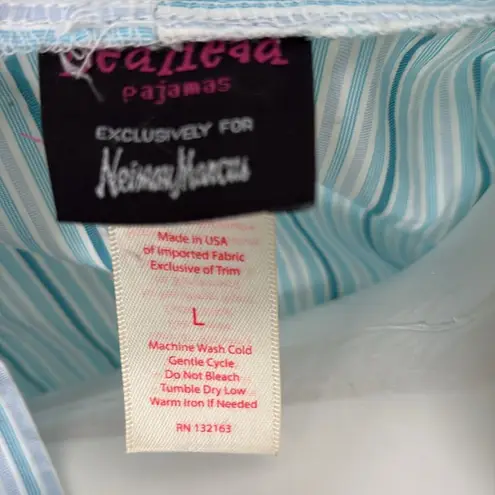 BedHead
pajamas
EXCLUSIVELY FOR
Neiman Marcus
Made in USA
of Imported Fabric
Exclusive of Trim
L
Machine Wash Cold
Gentle Cycle
Do Not Bleach
Tumble Dry Low
Warm Iron If Needed
RN 132163